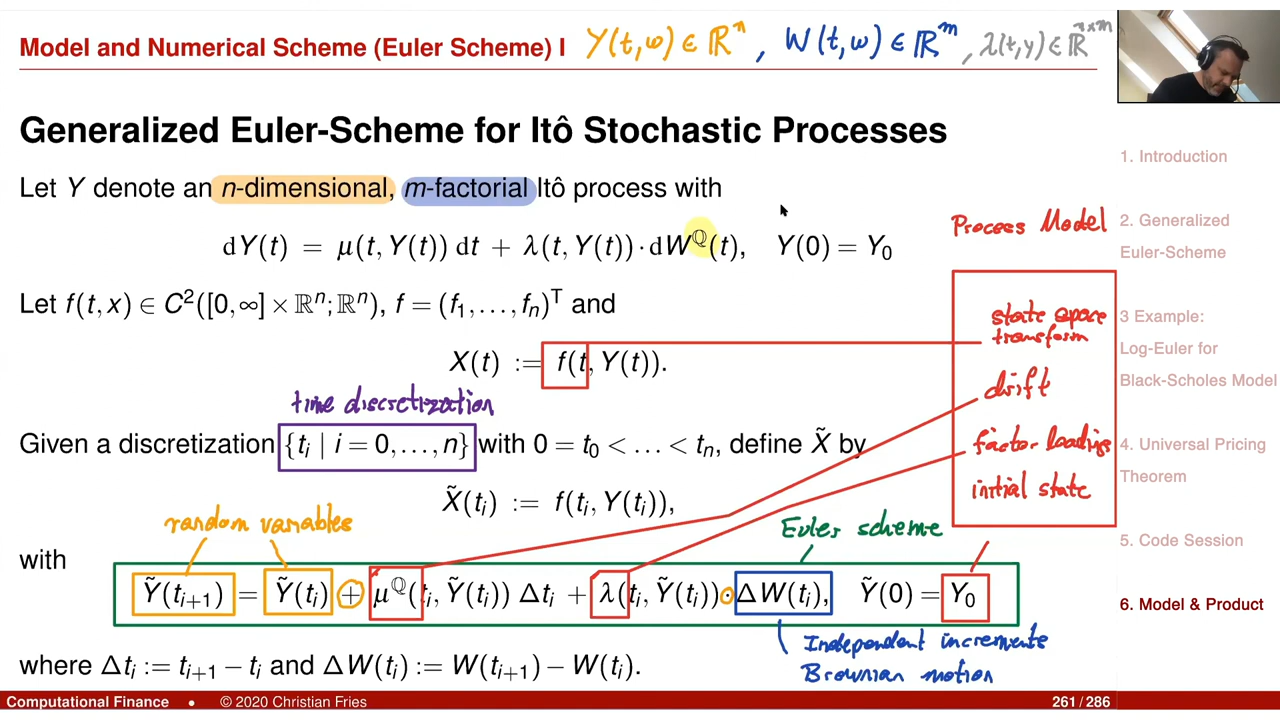 Model and Numerical Scheme (Euler Scheme) I Y(t,ω) ∈ ℝⁿ , W(t,ω) ∈ ℝᵐ , λ(t,y) ∈ ℝⁿˣᵐ
Generalized Euler-Scheme for Itô Stochastic Processes
Let Y denote an n-dimensional, m-factorial Itô process with
dY(t) = μ(t, Y(t)) dt + λ(t, Y(t)) · dW^ℚ(t), Y(0) = Y₀
Let f(t,x) ∈ C²([0,∞] × ℝⁿ; ℝⁿ), f = (f₁,…,fₙ)ᵀ and
X(t) := f(t, Y(t)).
time discretization
Given a discretization {tᵢ | i = 0,…,n} with 0 = t₀ < … < tₙ, define X̃ by
X̃(tᵢ) := f(tᵢ, Y(tᵢ)),
random variables
Euler scheme
with
Ỹ(tᵢ₊₁) = Ỹ(tᵢ) + μ^ℚ(tᵢ, Ỹ(tᵢ)) Δtᵢ + λ(tᵢ, Ỹ(tᵢ)) · ΔW(tᵢ), Ỹ(0) = Y₀
Independent increments
Brownian motion
where Δtᵢ := tᵢ₊₁ − tᵢ and ΔW(tᵢ) := W(tᵢ₊₁) − W(tᵢ).
Process Model
state space
transform
drift
factor loadings
initial state
1. Introduction
2. Generalized
Euler-Scheme
3 Example:
Log-Euler for
Black-Scholes Model
4. Universal Pricing
Theorem
5. Code Session
6. Model & Product
Computational Finance • © 2020 Christian Fries 261 / 286